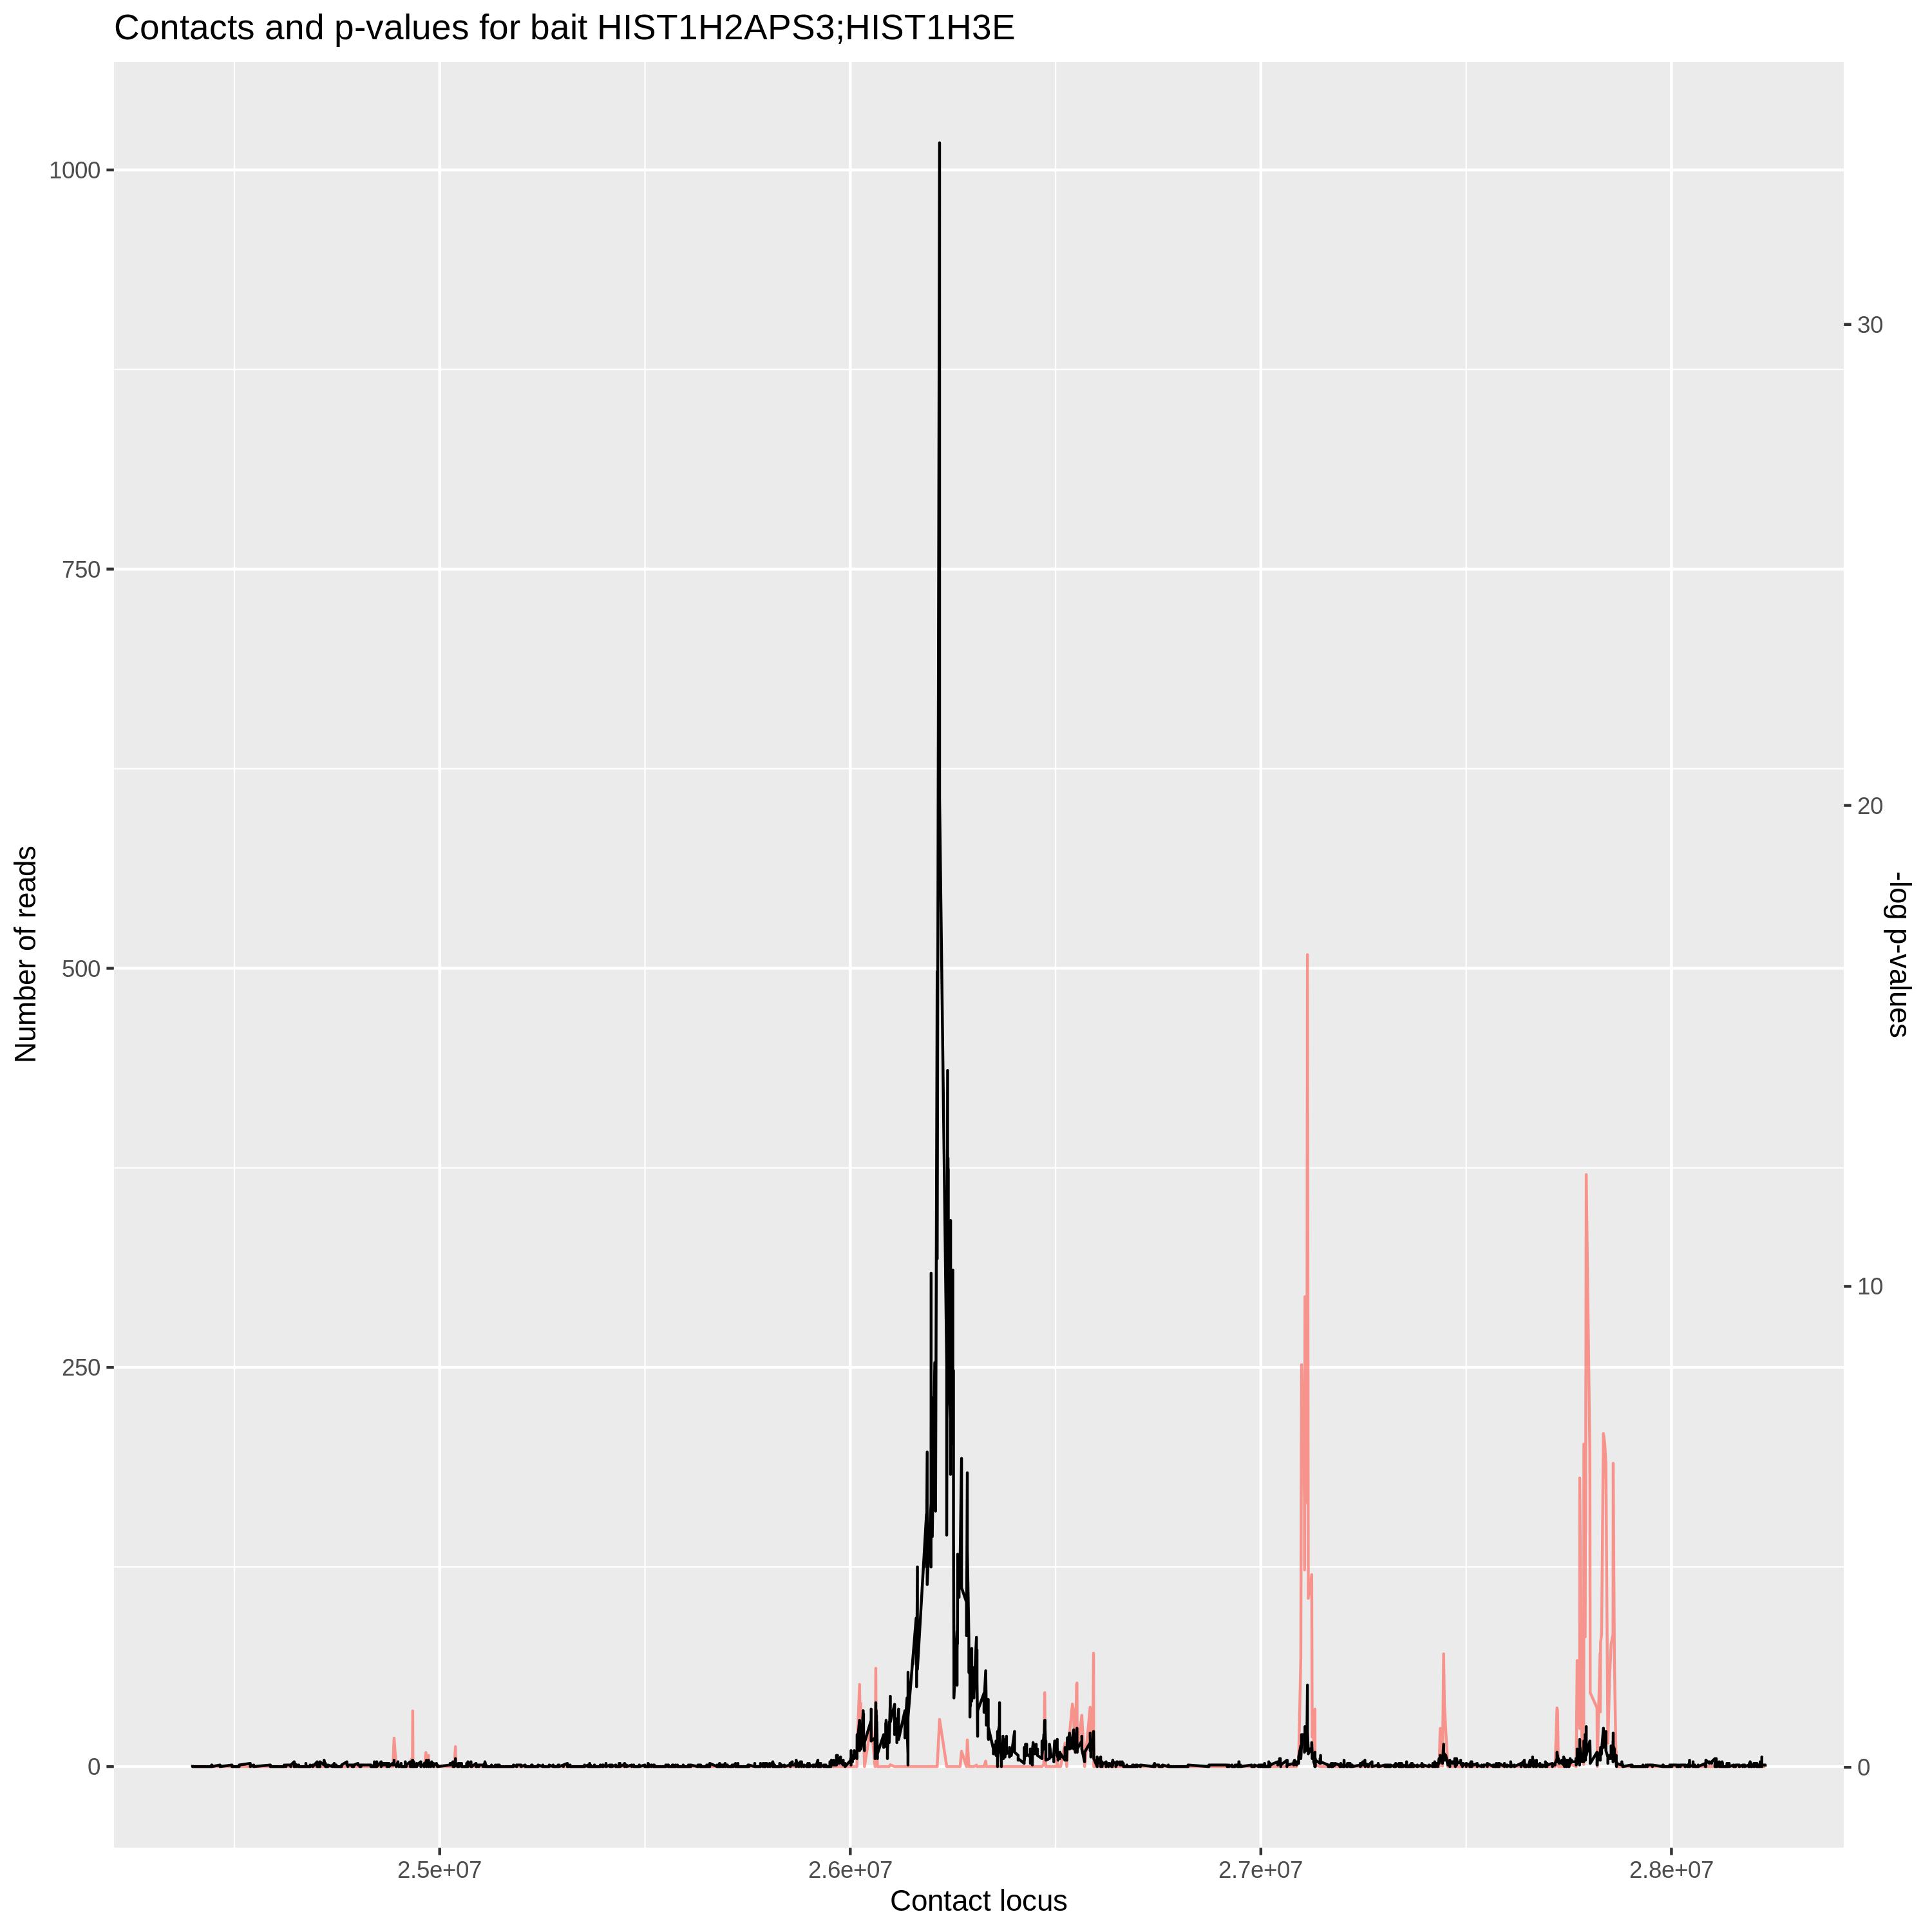 Contacts and p-values for bait HIST1H2APS3;HIST1H3E
1000
750
500
250
0
Number of reads
30
20
10
0
-log p-values
2.5e+07
2.6e+07
2.7e+07
2.8e+07
Contact locus